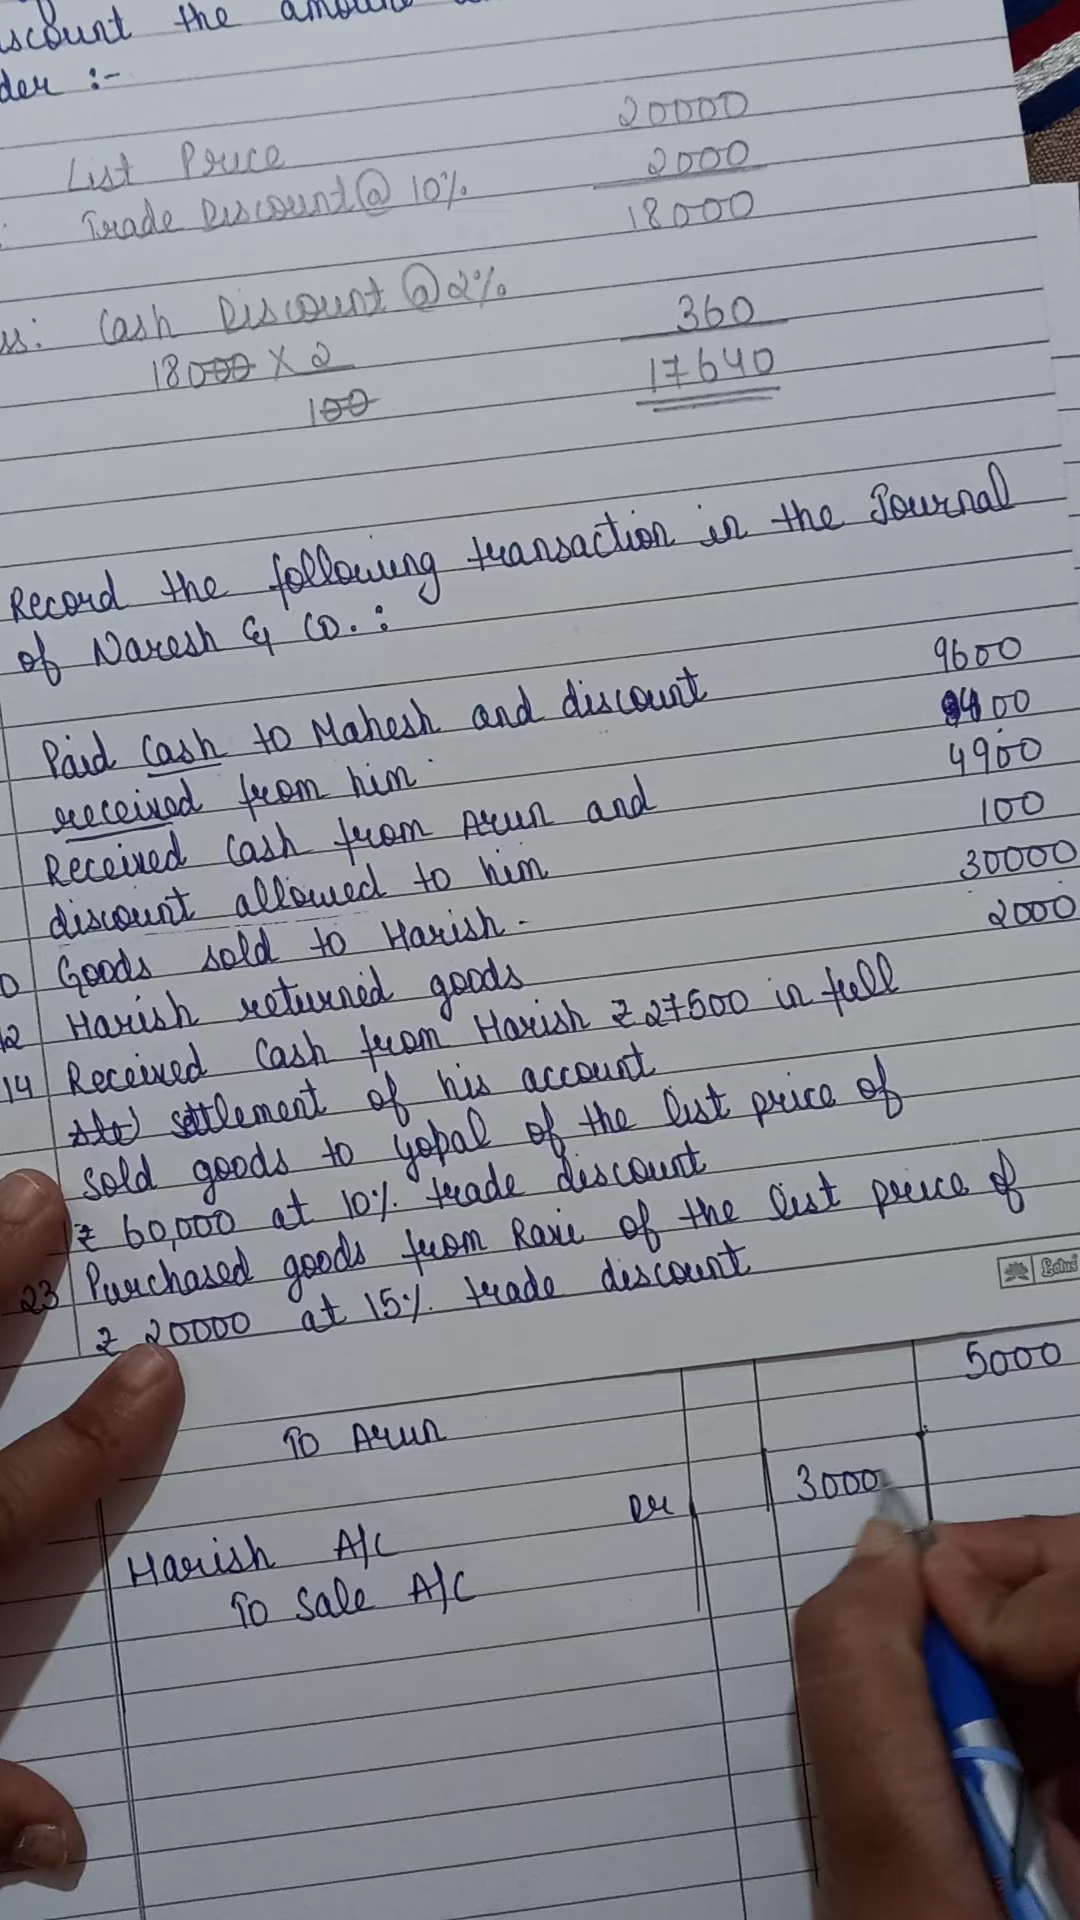 scount the amount
der :-
List Price 20000
: Trade Discount @ 10% 2000
18000
ss: Cash Discount @ 2% 360
18000 X 2 17640
100
Record the following transaction in the Journal
of Naresh & CO. :
Paid Cash to Mahesh and discount 9600
received from him. 400
Received Cash from Arun and 4900
discount allowed to him 100
0 Goods sold to Harish - 30000
12 Harish returned goods 2000
14 Received Cash from Harish ₹ 27500 in full
settlement of his account
Sold goods to Gopal of the list price of
₹ 60,000 at 10% trade discount
23 Purchased goods from Ravi of the list price of
₹ 20000 at 15% trade discount
Lotus
To Arun 5000
Harish A/C Dr 3000
To Sale A/C